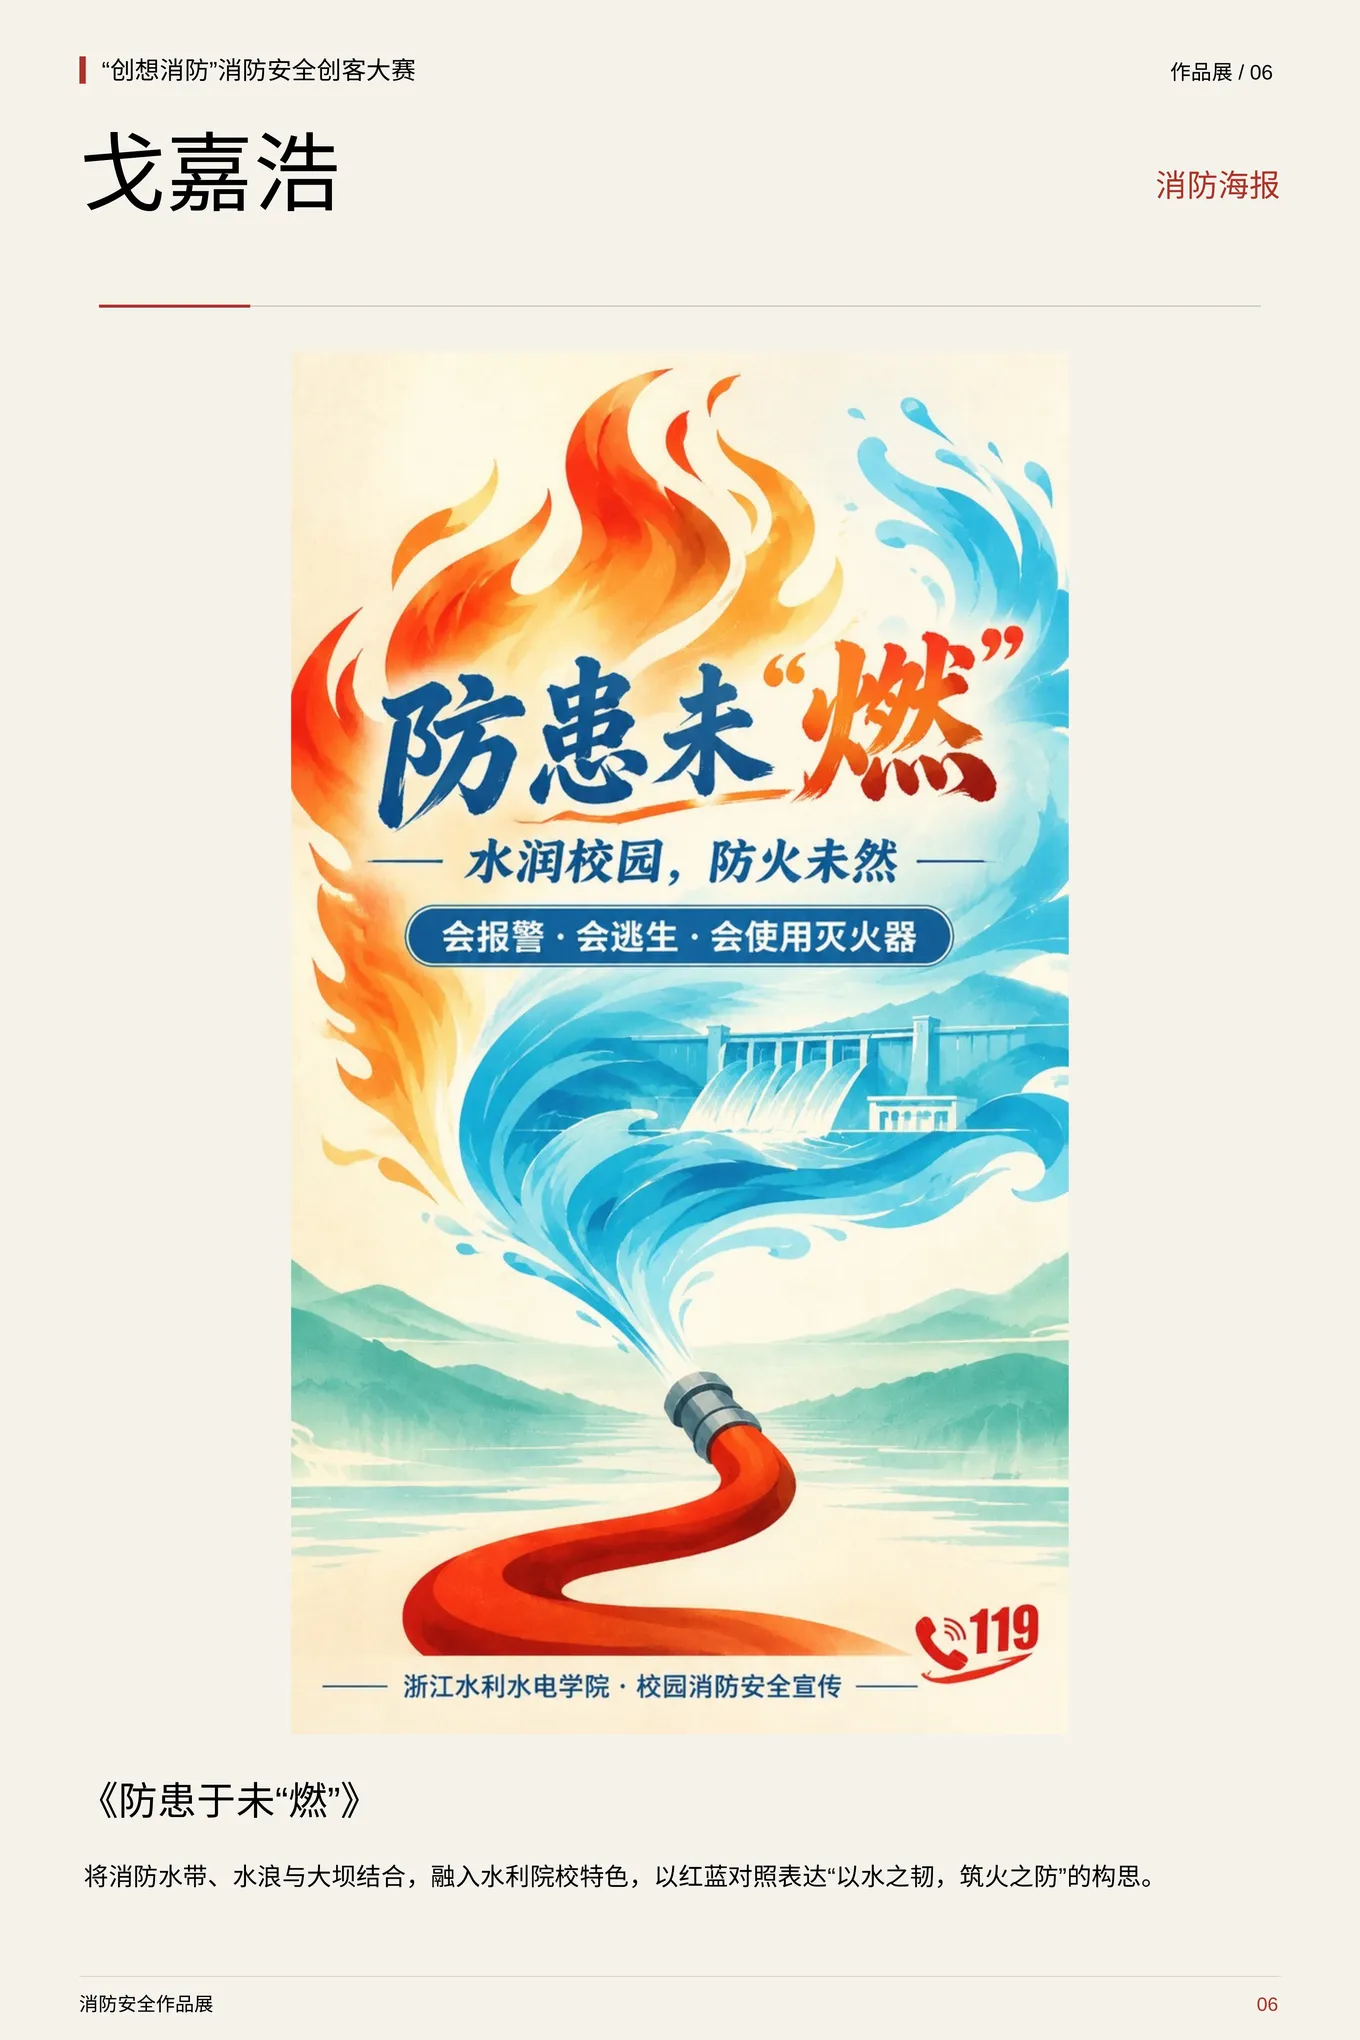 “创想消防”消防安全创客大赛
作品展 / 06
戈嘉浩
消防海报
防患未“燃”
水润校园，防火未然
会报警 · 会逃生 · 会使用灭火器
119
浙江水利水电学院 · 校园消防安全宣传
《防患于未“燃”》
将消防水带、水浪与大坝结合，融入水利院校特色，以红蓝对照表达“以水之韧，筑火之防”的构思。
消防安全作品展
06